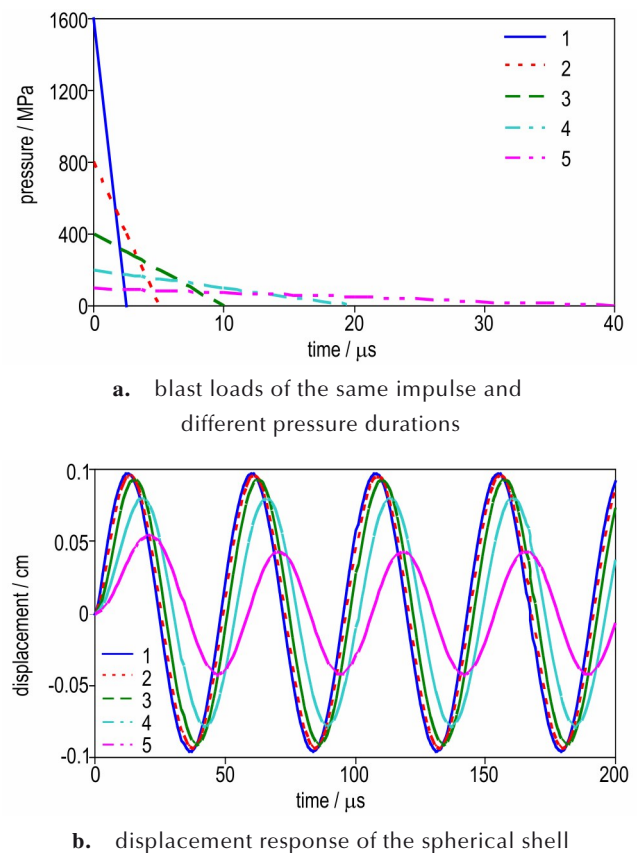 1600
1200
800
400
0
pressure / MPa
1
2
3
4
5
0 10 20 30 40
time / μs
a. blast loads of the same impulse and
different pressure durations
0.1
0.05
0
-0.05
-0.1
displacement / cm
1
2
3
4
5
0 50 100 150 200
time / μs
b. displacement response of the spherical shell